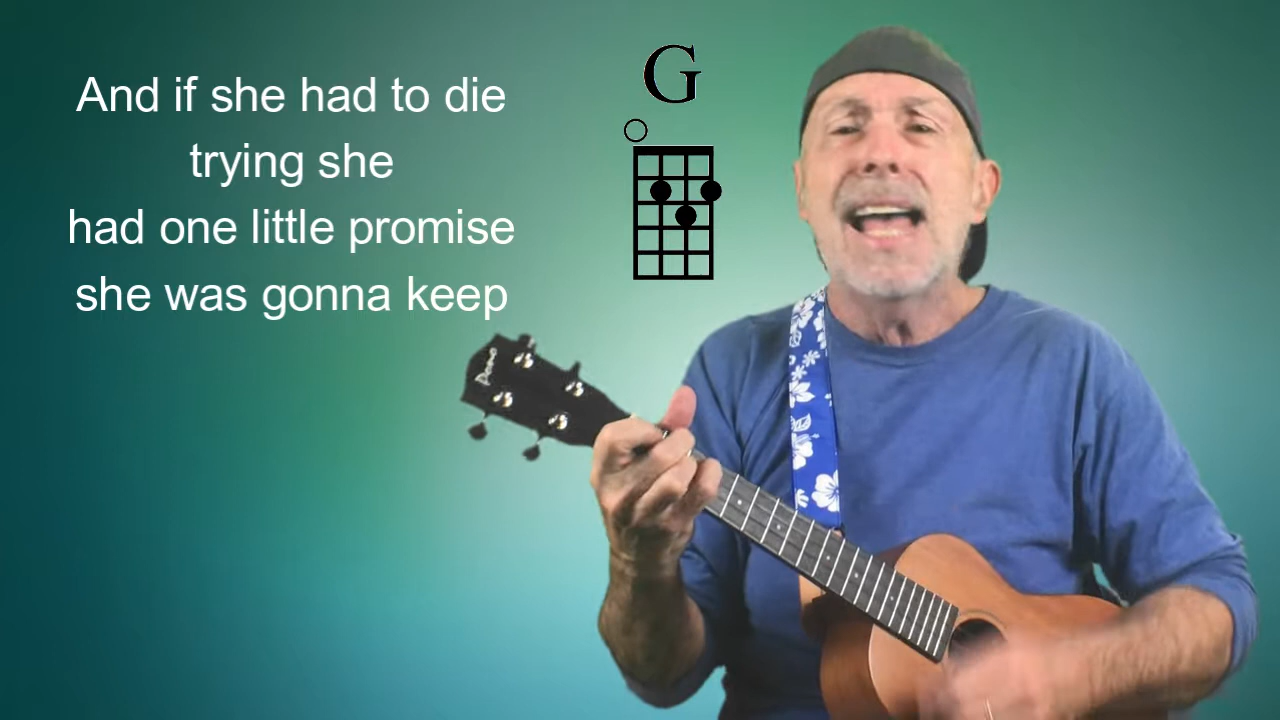 And if she had to die
trying she
had one little promise
she was gonna keep
G